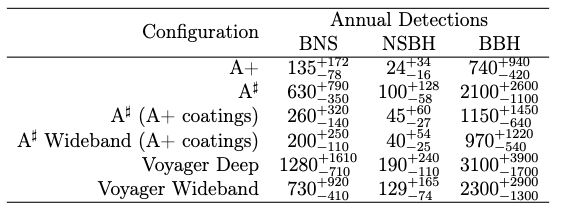 Configuration Annual Detections
BNS NSBH BBH
A+ 135+172−78 24+34−16 740+940−420
A♯ 630+790−350 100+128−58 2100+2600−1100
A♯ (A+ coatings) 260+320−140 45+60−27 1150+1450−640
A♯ Wideband (A+ coatings) 200+250−110 40+54−25 970+1220−540
Voyager Deep 1280+1610−710 190+240−110 3100+3900−1700
Voyager Wideband 730+920−410 129+165−74 2300+2900−1300